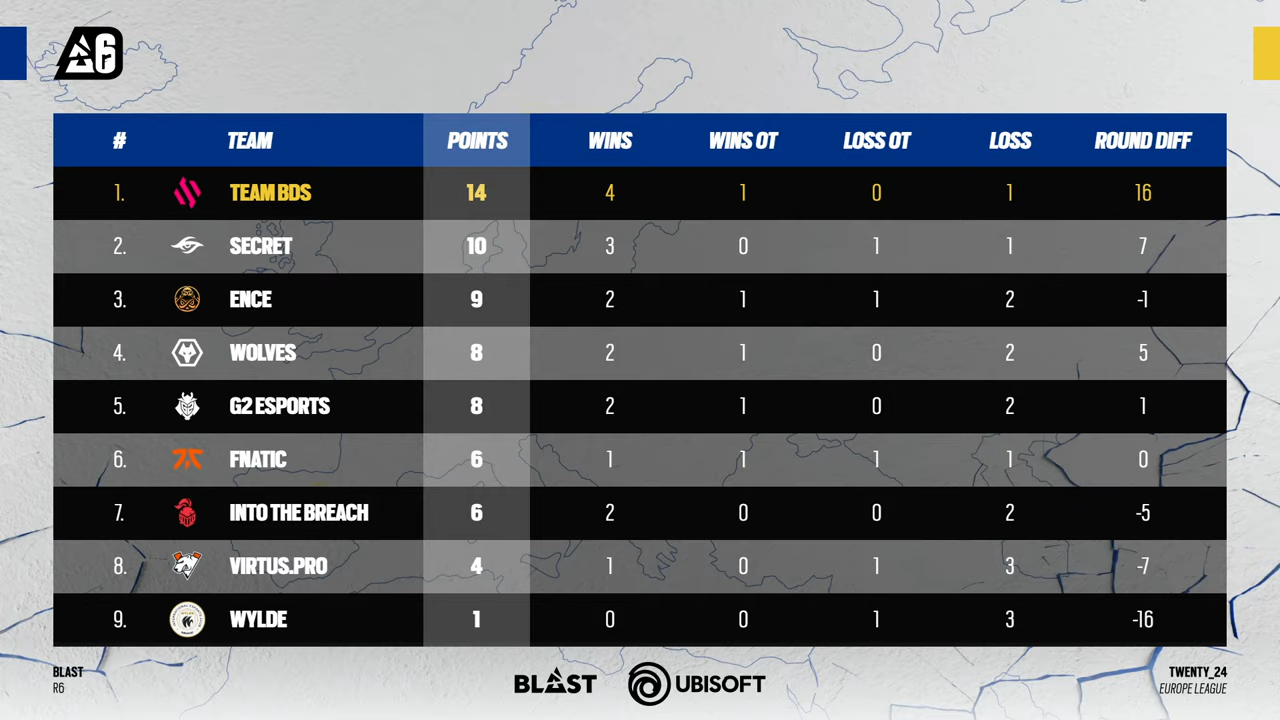 # TEAM POINTS WINS WINS OT LOSS OT LOSS ROUND DIFF
1. TEAM BDS 14 4 1 0 1 16
2. SECRET 10 3 0 1 1 7
3. ENCE 9 2 1 1 2 -1
4. WOLVES 8 2 1 0 2 5
5. G2 ESPORTS 8 2 1 0 2 1
6. FNATIC 6 1 1 1 1 0
7. INTO THE BREACH 6 2 0 0 2 -5
8. VIRTUS.PRO 4 1 0 1 3 -7
9. WYLDE 1 0 0 1 3 -16
BLAST
R6
BLAST UBISOFT
TWENTY_24
EUROPE LEAGUE